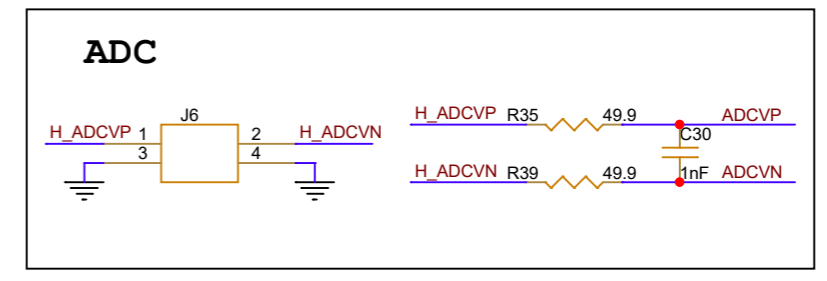 ADC
J6
H_ADCVP 1 2 H_ADCVN
3 4
H_ADCVP R35 49.9 ADCVP
C30
H_ADCVN R39 49.9 1nF ADCVN